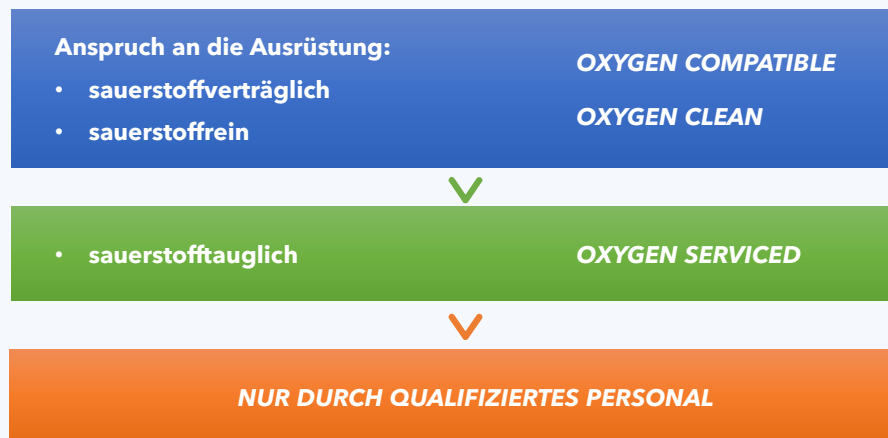 Anspruch an die Ausrüstung:
• sauerstoffverträglich
• sauerstoffrein
OXYGEN COMPATIBLE
OXYGEN CLEAN
• sauerstofftauglich
OXYGEN SERVICED
NUR DURCH QUALIFIZIERTES PERSONAL